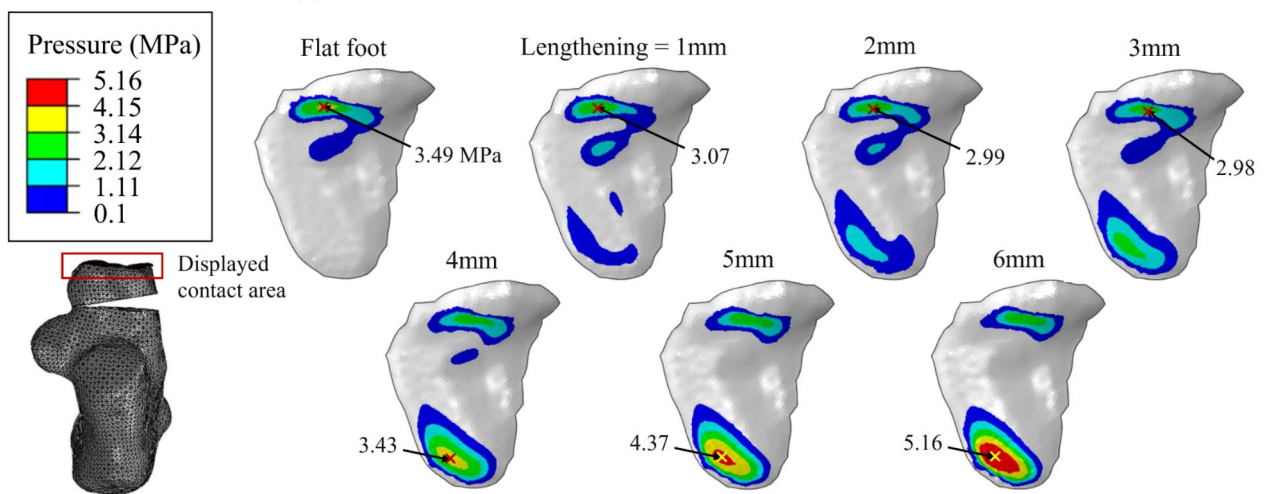 Pressure (MPa)
5.16
4.15
3.14
2.12
1.11
0.1
Displayed
contact area
Flat foot
3.49 MPa
Lengthening = 1mm
3.07
2mm
2.99
3mm
2.98
4mm
3.43
5mm
4.37
6mm
5.16